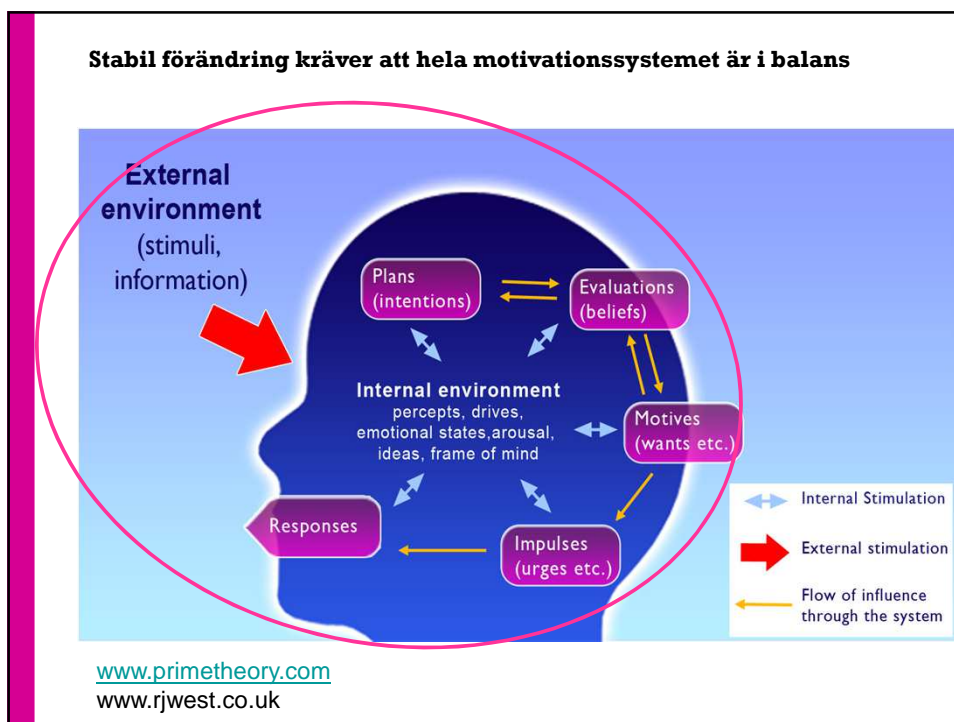 Stabil förändring kräver att hela motivationssystemet är i balans
External
environment
(stimuli,
information)
Plans
(intentions)
Evaluations
(beliefs)
Internal environment
percepts, drives,
emotional states,arousal,
ideas, frame of mind
Motives
(wants etc.)
Responses
Impulses
(urges etc.)
Internal Stimulation
External stimulation
Flow of influence
through the system
www.primetheory.com
www.rjwest.co.uk